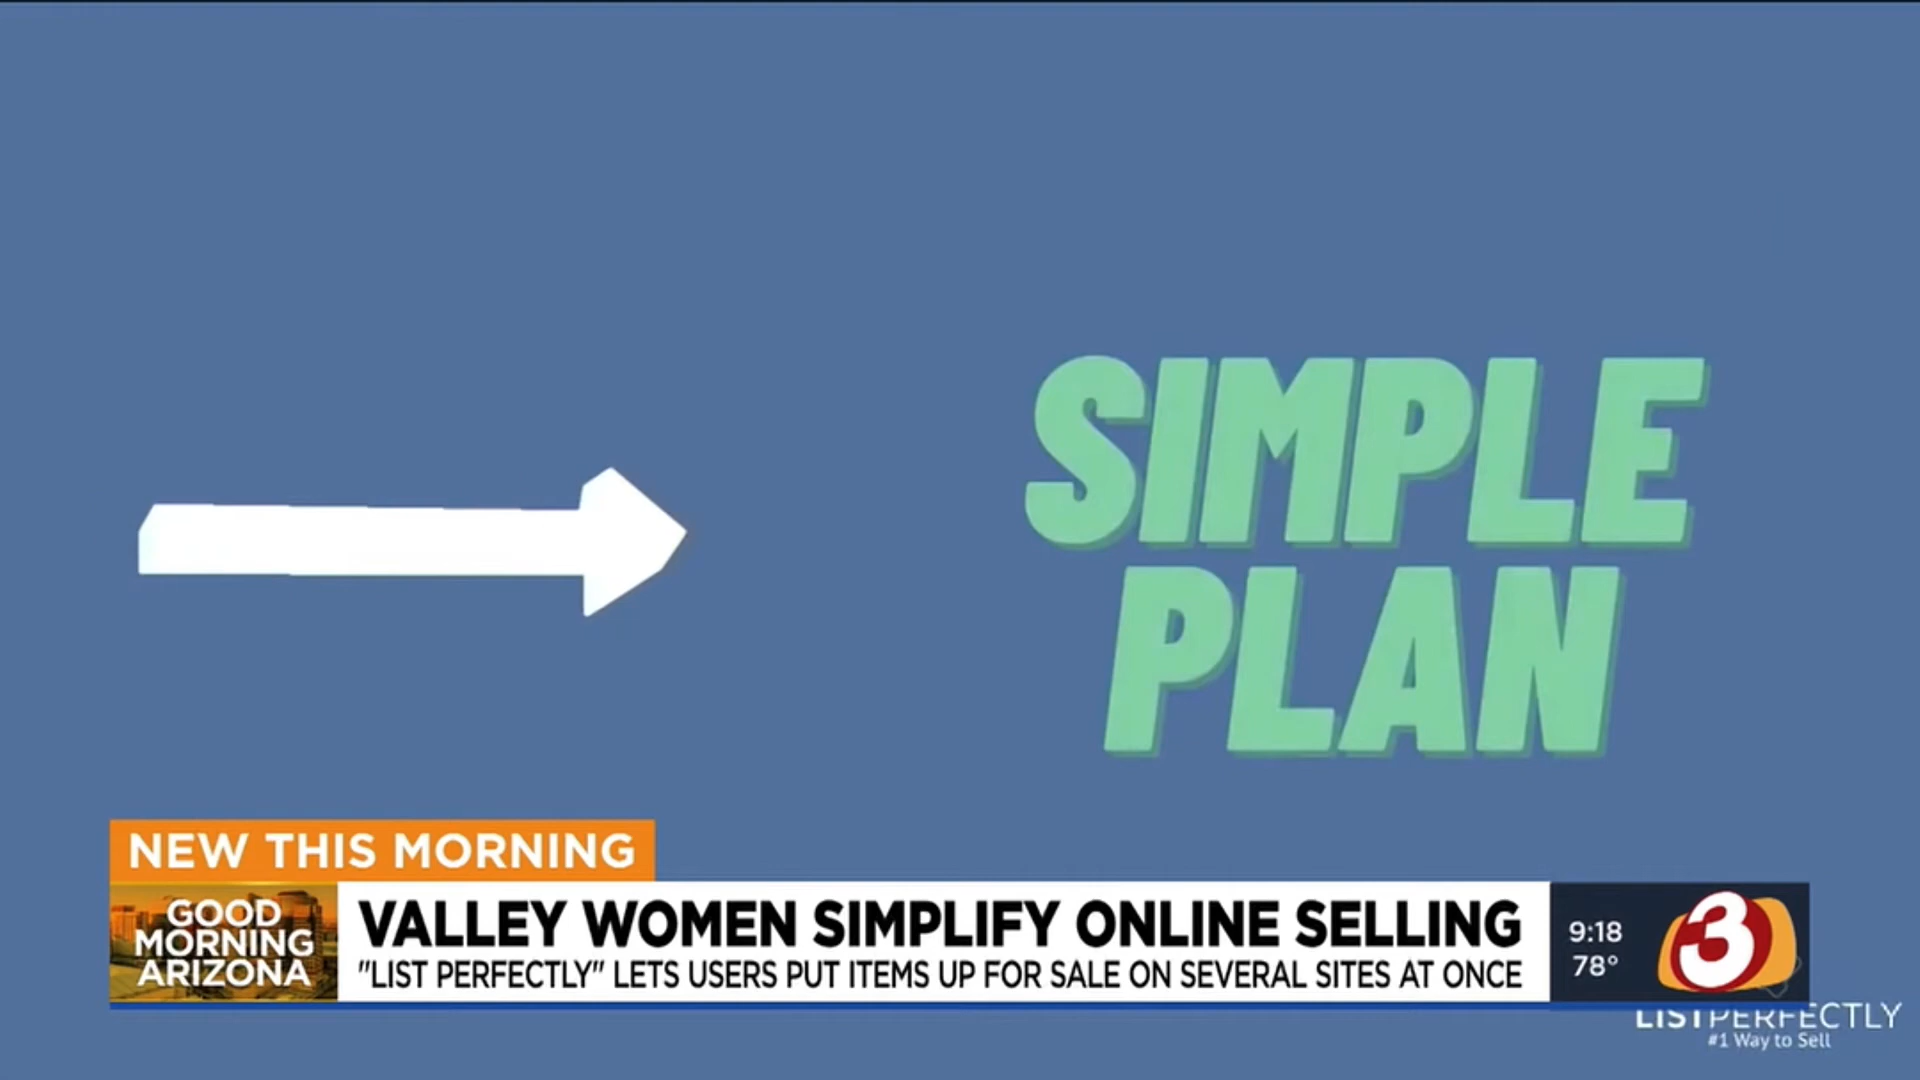 SIMPLE
PLAN
NEW THIS MORNING
GOOD
MORNING
ARIZONA
VALLEY WOMEN SIMPLIFY ONLINE SELLING
"LIST PERFECTLY" LETS USERS PUT ITEMS UP FOR SALE ON SEVERAL SITES AT ONCE
9:18
78°
3
LISTPERFECTLY
#1 Way to Sell